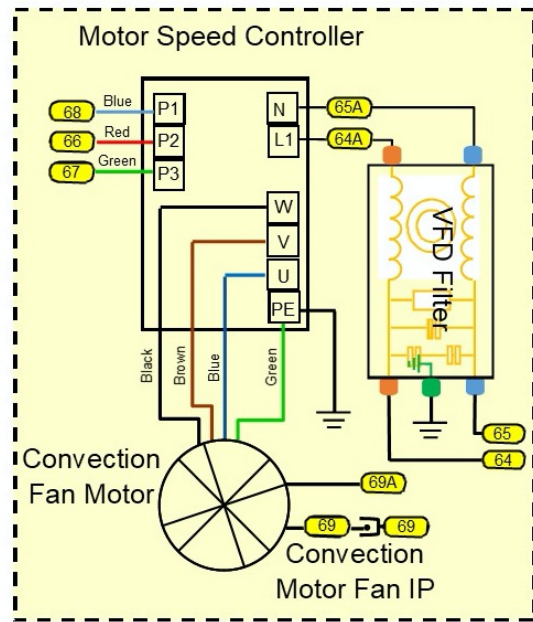 Motor Speed Controller
68 Blue P1
66 Red P2
67 Green P3
N 65A
L1 64A
W
V
U
PE
VFD Filter
Black
Brown
Blue
Green
65
64
Convection
Fan Motor
69A
69 69
Convection
Motor Fan IP